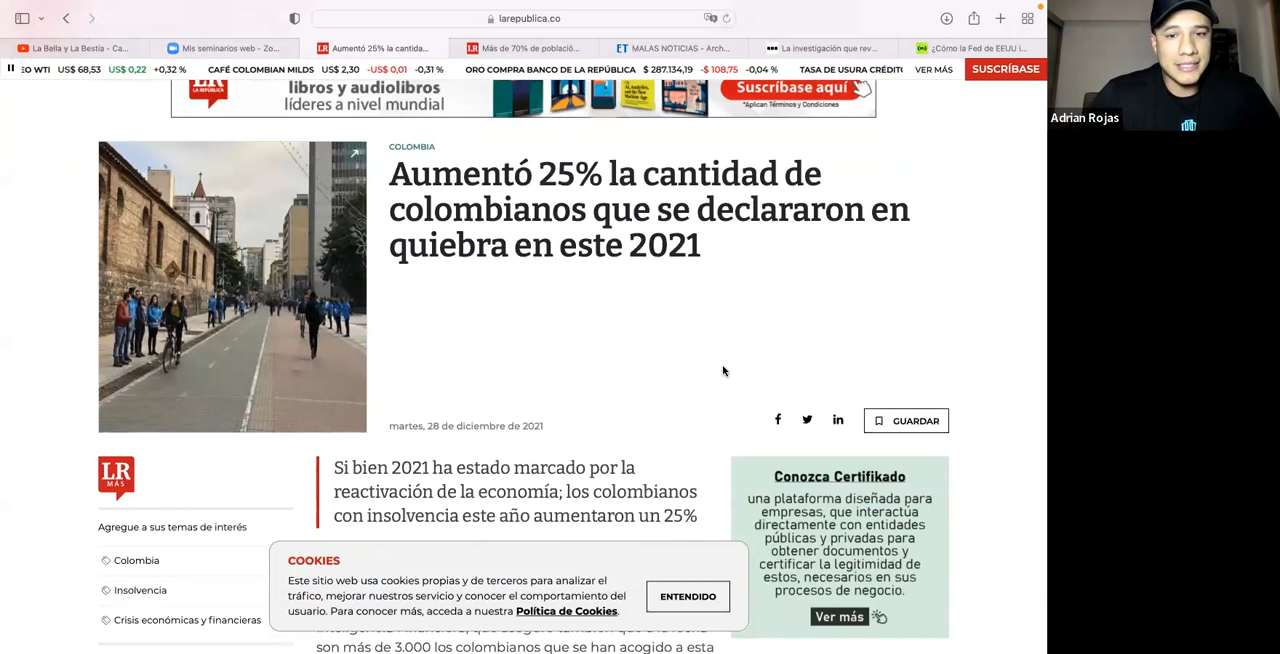 larepublica.co
La Bella y La Bestia - Ca...
Mis seminarios web - Zo...
LR Aumentó 25% la cantida...
LR Más de 70% de població...
ET MALAS NOTICIAS - Arch...
La investigación que rev...
¿Cómo la Fed de EEUU i...
EO WTI US$ 68,53 US$ 0,22 +0,32 % CAFÉ COLOMBIAN MILDS US$ 2,30 -US$ 0,01 -0,31 % ORO COMPRA BANCO DE LA REPÚBLICA $ 287.134,19 -$ 108,75 -0,04 % TASA DE USURA CRÉDIT VER MÁS SUSCRÍBASE
LR
LA REPÚBLICA
libros y audiolibros
líderes a nivel mundial
Suscríbase aquí
*Aplican Términos y Condiciones
Adrian Rojas
COLOMBIA
Aumentó 25% la cantidad de
colombianos que se declararon en
quiebra en este 2021
martes, 28 de diciembre de 2021
GUARDAR
LR
MÁS
Agregue a sus temas de interés
Colombia
Insolvencia
Crisis económicas y financieras
Si bien 2021 ha estado marcado por la
reactivación de la economía; los colombianos
con insolvencia este año aumentaron un 25%
COOKIES
Este sitio web usa cookies propias y de terceros para analizar el
tráfico, mejorar nuestros servicio y conocer el comportamiento del
usuario. Para conocer más, acceda a nuestra Política de Cookies.
ENTENDIDO
son más de 3.000 los colombianos que se han acogido a esta
Conozca Certifikado
una plataforma diseñada para
empresas, que interactúa
directamente con entidades
públicas y privadas para
obtener documentos y
certificar la legitimidad de
estos, necesarios en sus
procesos de negocio.
Ver más